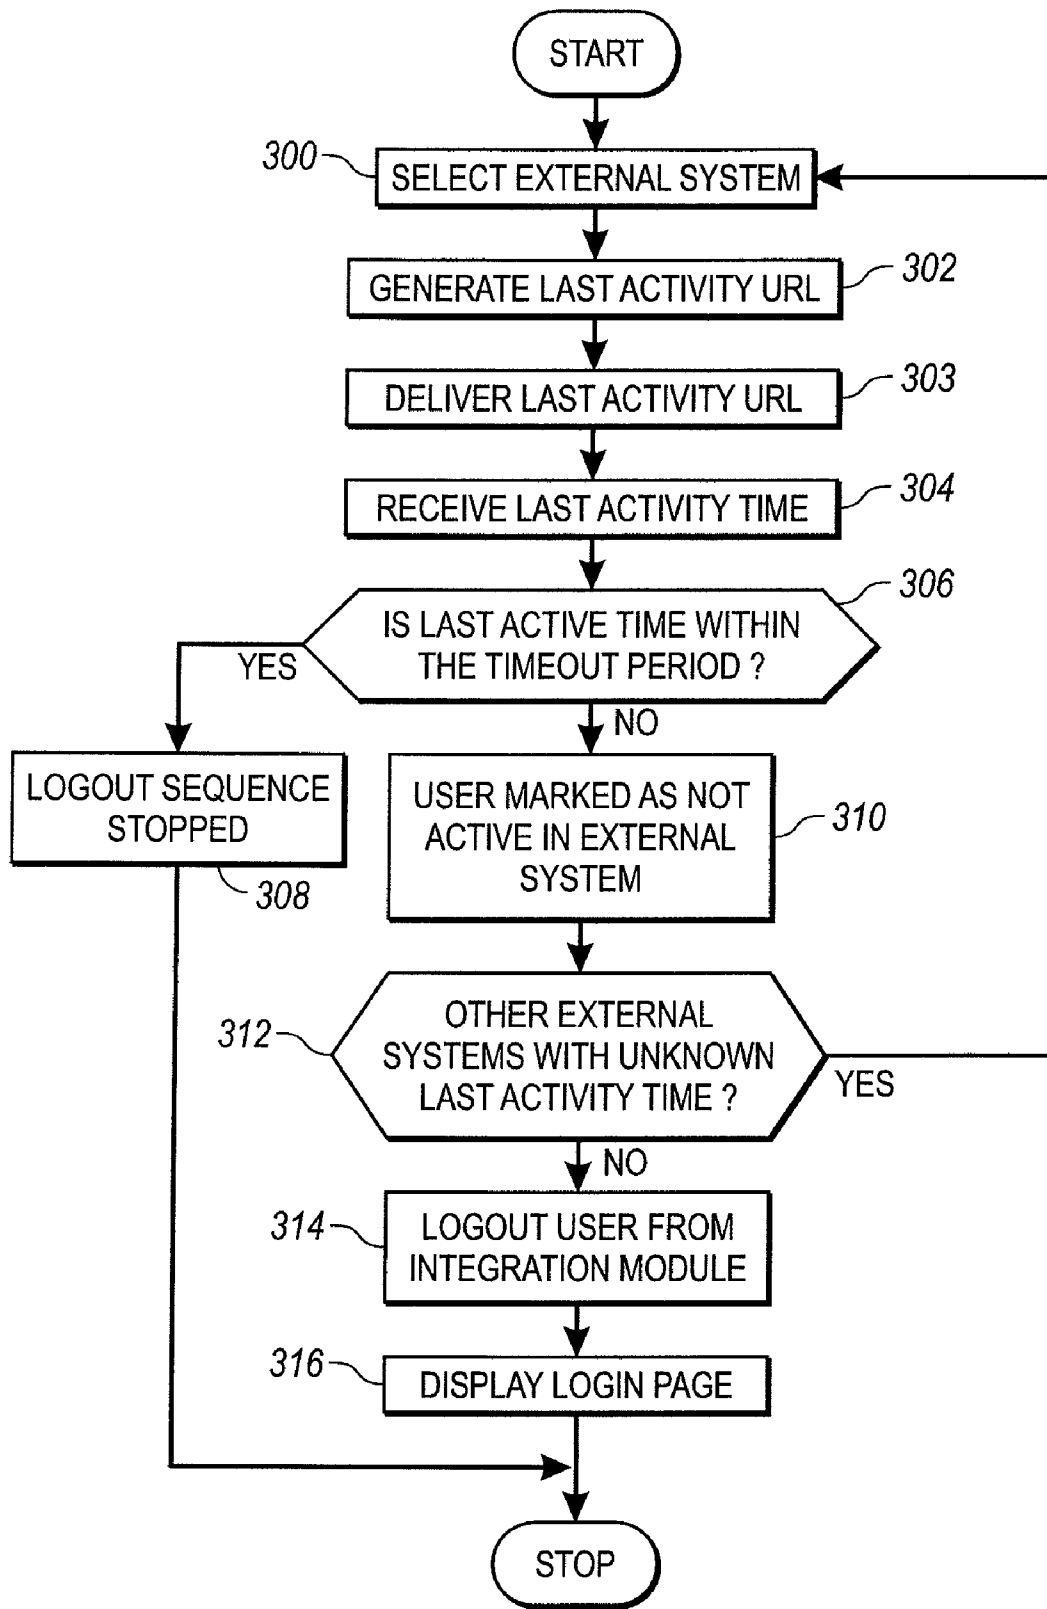 START
300
SELECT EXTERNAL SYSTEM
302
GENERATE LAST ACTIVITY URL
303
DELIVER LAST ACTIVITY URL
304
RECEIVE LAST ACTIVITY TIME
306
IS LAST ACTIVE TIME WITHIN
THE TIMEOUT PERIOD ?
YES
NO
LOGOUT SEQUENCE
STOPPED
308
USER MARKED AS NOT
ACTIVE IN EXTERNAL
SYSTEM
310
312
OTHER EXTERNAL
SYSTEMS WITH UNKNOWN
LAST ACTIVITY TIME ?
YES
NO
314
LOGOUT USER FROM
INTEGRATION MODULE
316
DISPLAY LOGIN PAGE
STOP